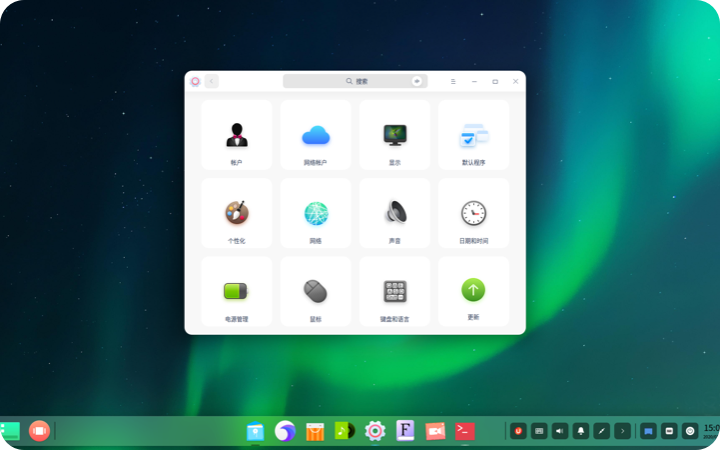 搜索
帐户
网络帐户
显示
默认程序
个性化
网络
声音
日期和时间
电源管理
鼠标
键盘和语言
更新
F
15:0